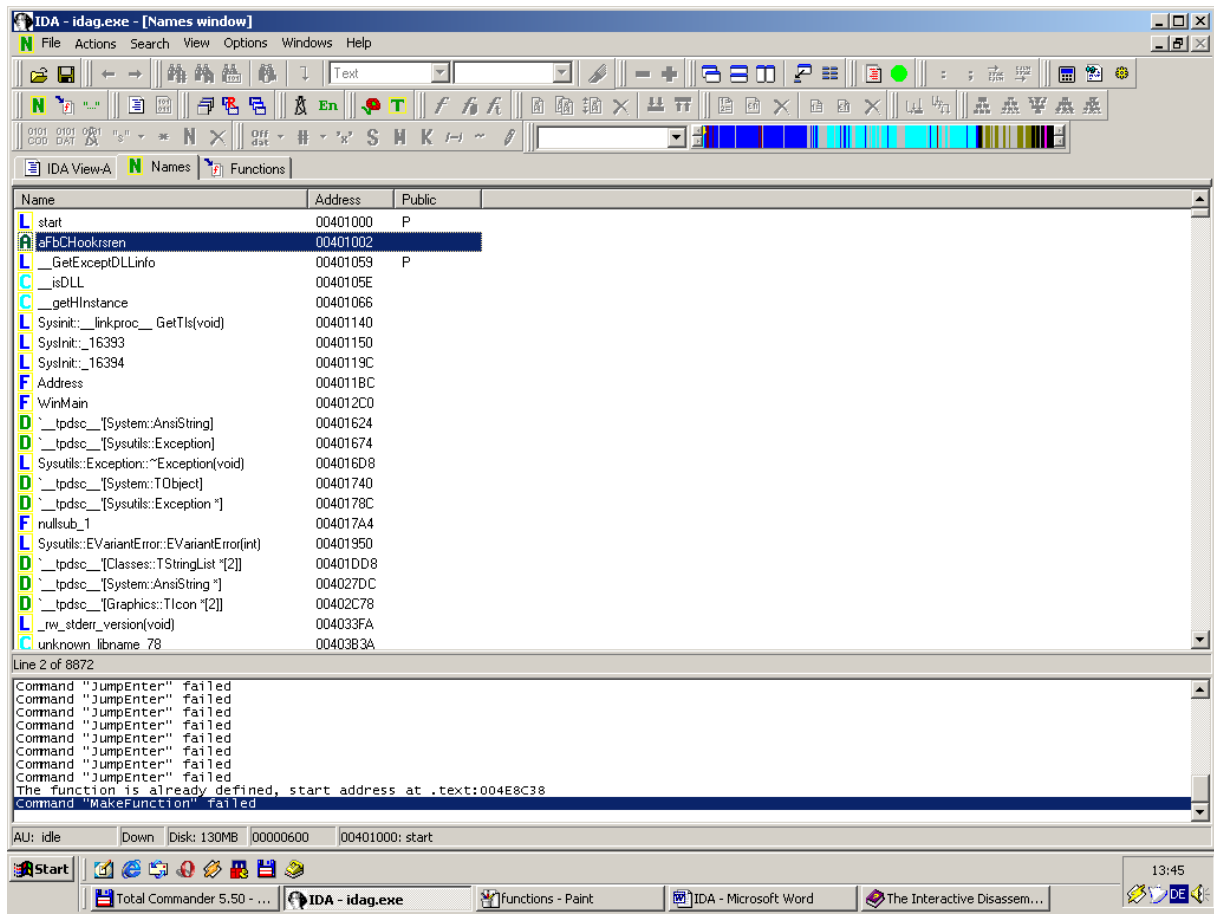 IDA - idag.exe - [Names window]
File Actions Search View Options Windows Help
Text
N "..." En T
0101 COD 0101 DAT "s" * N Off dat # 'x' S M K ~
IDA View-A N Names Functions
Name Address Public
L start 00401000 P
A aFbCHookrsren 00401002
L __GetExceptDLLinfo 00401059 P
C __isDLL 0040105E
C __getHInstance 00401066
L Sysinit::__linkproc__ GetTls(void) 00401140
L SysInit::_16393 00401150
L SysInit::_16394 0040119C
F Address 004011BC
F WinMain 004012C0
D `__tpdsc__'[System::AnsiString] 00401624
D `__tpdsc__'[Sysutils::Exception] 00401674
L Sysutils::Exception::~Exception(void) 004016D8
D `__tpdsc__'[System::TObject] 00401740
D `__tpdsc__'[Sysutils::Exception *] 0040178C
F nullsub_1 004017A4
L Sysutils::EVariantError::EVariantError(int) 00401950
D `__tpdsc__'[Classes::TStringList *[2]] 00401DD8
D `__tpdsc__'[System::AnsiString *] 004027DC
D `__tpdsc__'[Graphics::TIcon *[2]] 00402C78
L _rw_stderr_version(void) 004033FA
C unknown_libname_78 00403B3A
Line 2 of 8872
Command "JumpEnter" failed
Command "JumpEnter" failed
Command "JumpEnter" failed
Command "JumpEnter" failed
Command "JumpEnter" failed
Command "JumpEnter" failed
Command "JumpEnter" failed
Command "JumpEnter" failed
The function is already defined, start address at .text:004E8C38
Command "MakeFunction" failed
AU: idle Down Disk: 130MB 00000600 00401000: start
Start 13:45
Total Commander 5.50 - ... IDA - idag.exe functions - Paint IDA - Microsoft Word The Interactive Disassem... DE